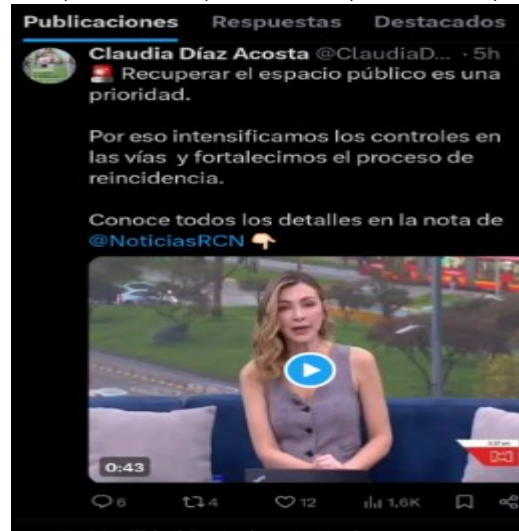 Publicaciones Respuestas Destacados
Claudia Díaz Acosta @ClaudiaD... · 5h
🚨 Recuperar el espacio público es una
prioridad.
Por eso intensificamos los controles en
las vías y fortalecimos el proceso de
reincidencia.
Conoce todos los detalles en la nota de
@NoticiasRCN 👇🏻
0:43
6 4 12 1,6K